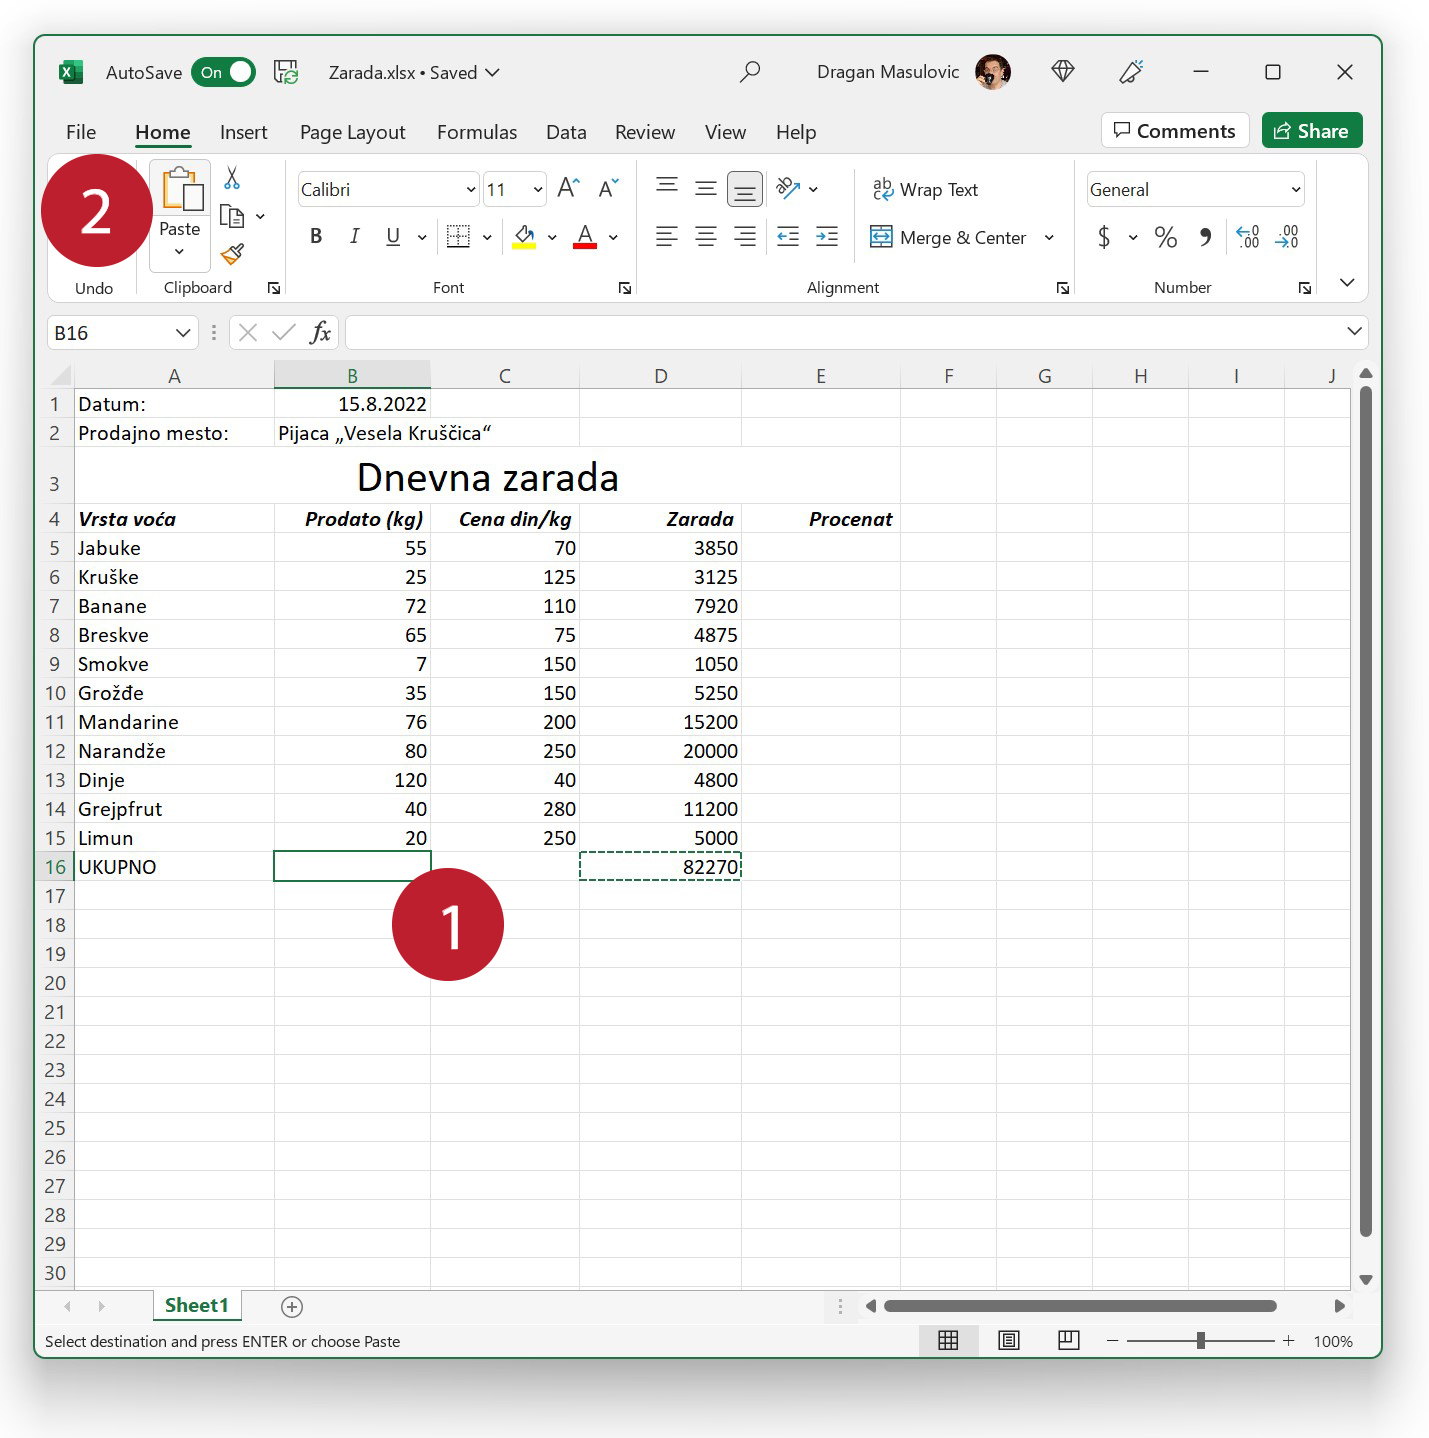 AutoSave On Zarada.xlsx • Saved Dragan Masulovic
File Home Insert Page Layout Formulas Data Review View Help Comments Share
2
Paste
Calibri 11
B I U A
ab
c Wrap Text
Merge & Center
General
$ % 9 .00 .00
Undo Clipboard Font Alignment Number
B16 fx
A B C D E F G H I J
1 Datum: 15.8.2022
2 Prodajno mesto: Pijaca „Vesela Kruščica“
3 Dnevna zarada
4 Vrsta voća Prodato (kg) Cena din/kg Zarada Procenat
5 Jabuke 55 70 3850
6 Kruške 25 125 3125
7 Banane 72 110 7920
8 Breskve 65 75 4875
9 Smokve 7 150 1050
10 Grožđe 35 150 5250
11 Mandarine 76 200 15200
12 Narandže 80 250 20000
13 Dinje 120 40 4800
14 Grejpfrut 40 280 11200
15 Limun 20 250 5000
16 UKUPNO 82270
17
1
18
19
20
21
22
23
24
25
26
27
28
29
30
Sheet1
Select destination and press ENTER or choose Paste 100%